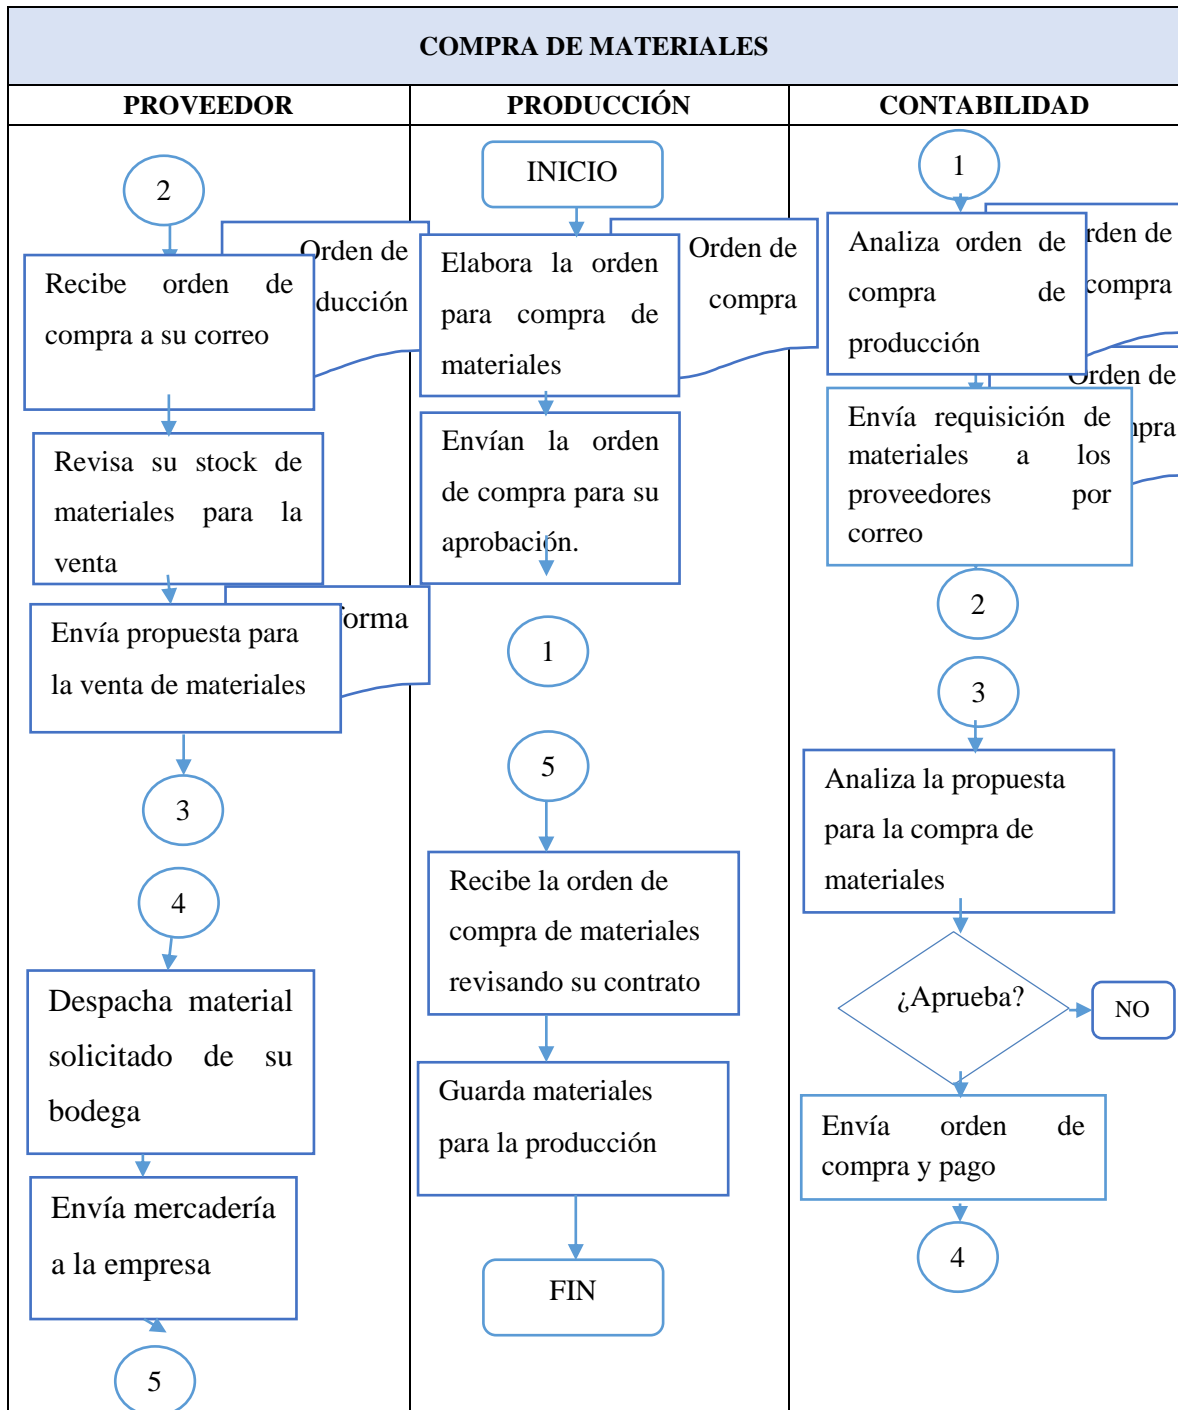 COMPRA DE MATERIALES
PROVEEDOR
PRODUCCIÓN
CONTABILIDAD
2
Orden de
Recibe orden de
compra a su correo
Revisa su stock de
materiales para la
venta
Envía propuesta para
la venta de materiales
3
4
Despacha material
solicitado de su
bodega
Envía mercadería
a la empresa
5
INICIO
Elabora la orden
para compra de
materiales
Orden de
compra
Envían la orden
de compra para su
aprobación.
1
5
Recibe la orden de
compra de materiales
revisando su contrato
Guarda materiales
para la producción
FIN
1
Analiza orden de
compra de
producción
de
compra
Orden de
Envía requisición de
materiales a los
proveedores por
correo
2
3
Analiza la propuesta
para la compra de
materiales
¿Aprueba?
NO
Envía orden de
compra y pago
4